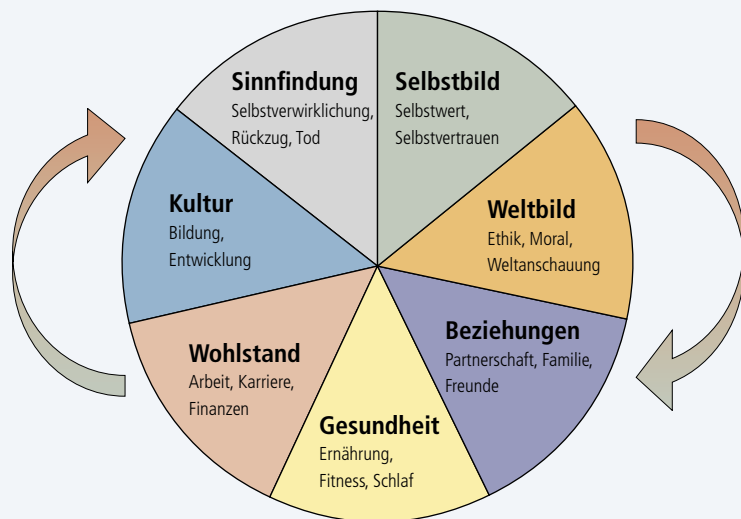 Sinnfindung
Selbstverwirklichung,
Rückzug, Tod
Selbstbild
Selbstwert,
Selbstvertrauen
Weltbild
Ethik, Moral,
Weltanschauung
Beziehungen
Partnerschaft, Familie,
Freunde
Gesundheit
Ernährung,
Fitness, Schlaf
Wohlstand
Arbeit, Karriere,
Finanzen
Kultur
Bildung,
Entwicklung